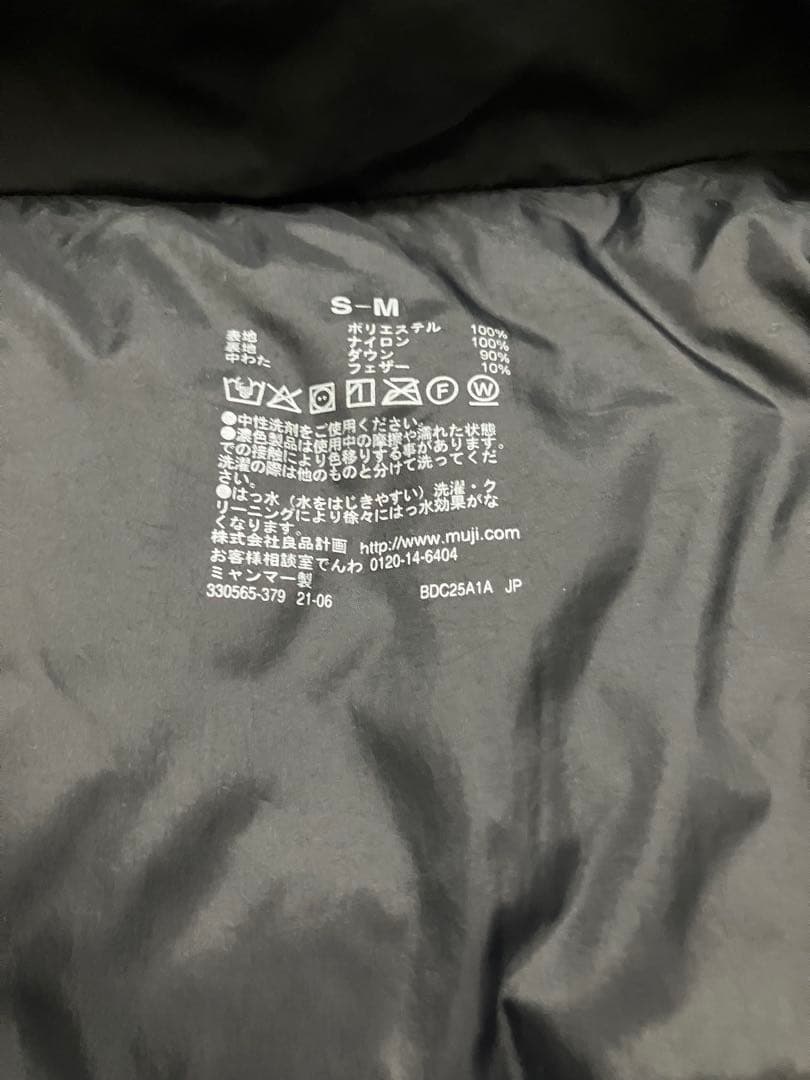 S-M
表地 ポリエステル 100%
裏地 ナイロン 100%
中わた ダウン 90%
フェザー 10%
F W
●中性洗剤をご使用ください。
●濃色製品は使用中の摩擦や濡れた状態
での接触により色移りする事があります。
洗濯の際は他のものと分けて洗ってくだ
さい。
●はっ水（水をはじきやすい）洗濯・ク
リーニングにより徐々にはっ水効果がな
くなります。
株式会社良品計画 http://www.muji.com
お客様相談室でんわ 0120-14-6404
ミャンマー製
330565-379 21-06 BDC25A1A JP